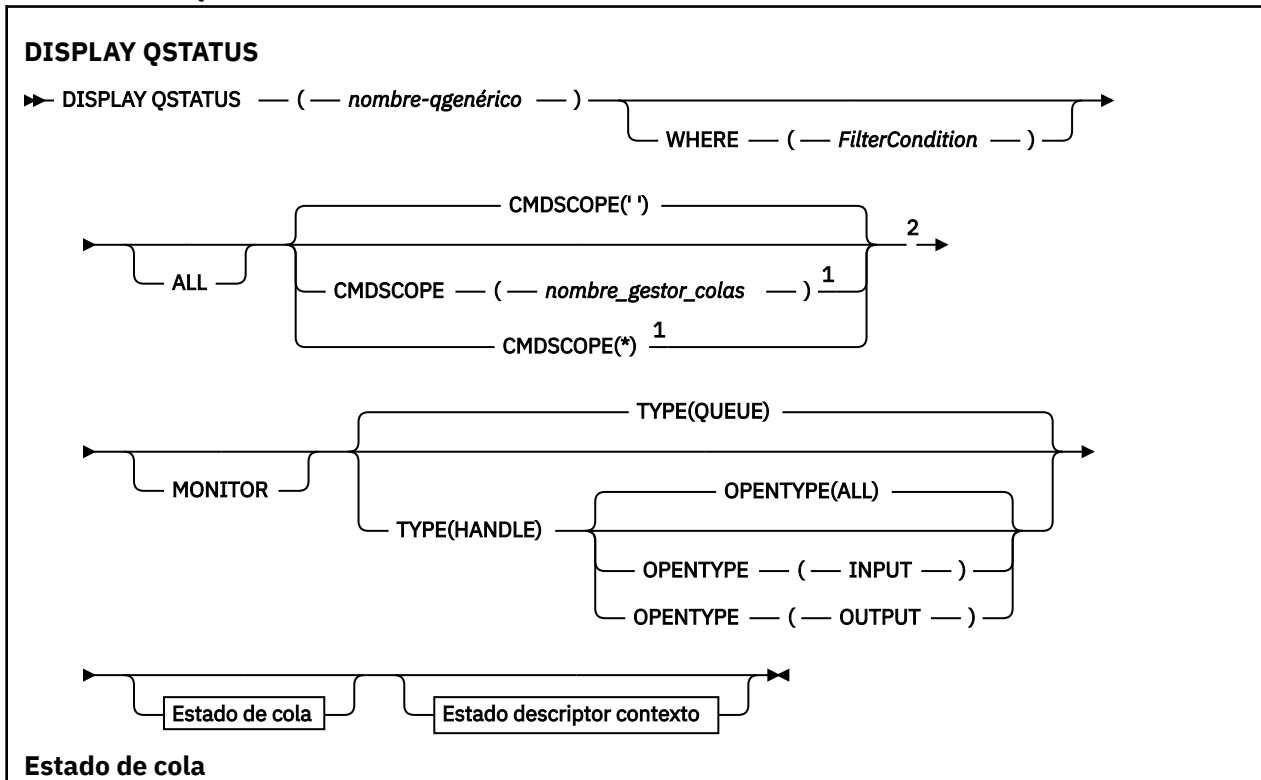 DISPLAY QSTATUS
DISPLAY QSTATUS ( nombre-qgenérico )
WHERE ( FilterCondition )
CMDSCOPE(' ')
2
ALL
CMDSCOPE ( nombre_gestor_colas ) 1
CMDSCOPE(*) 1
TYPE(QUEUE)
MONITOR
OPENTYPE(ALL)
TYPE(HANDLE)
OPENTYPE ( INPUT )
OPENTYPE ( OUTPUT )
Estado de cola Estado descriptor contexto
Estado de cola